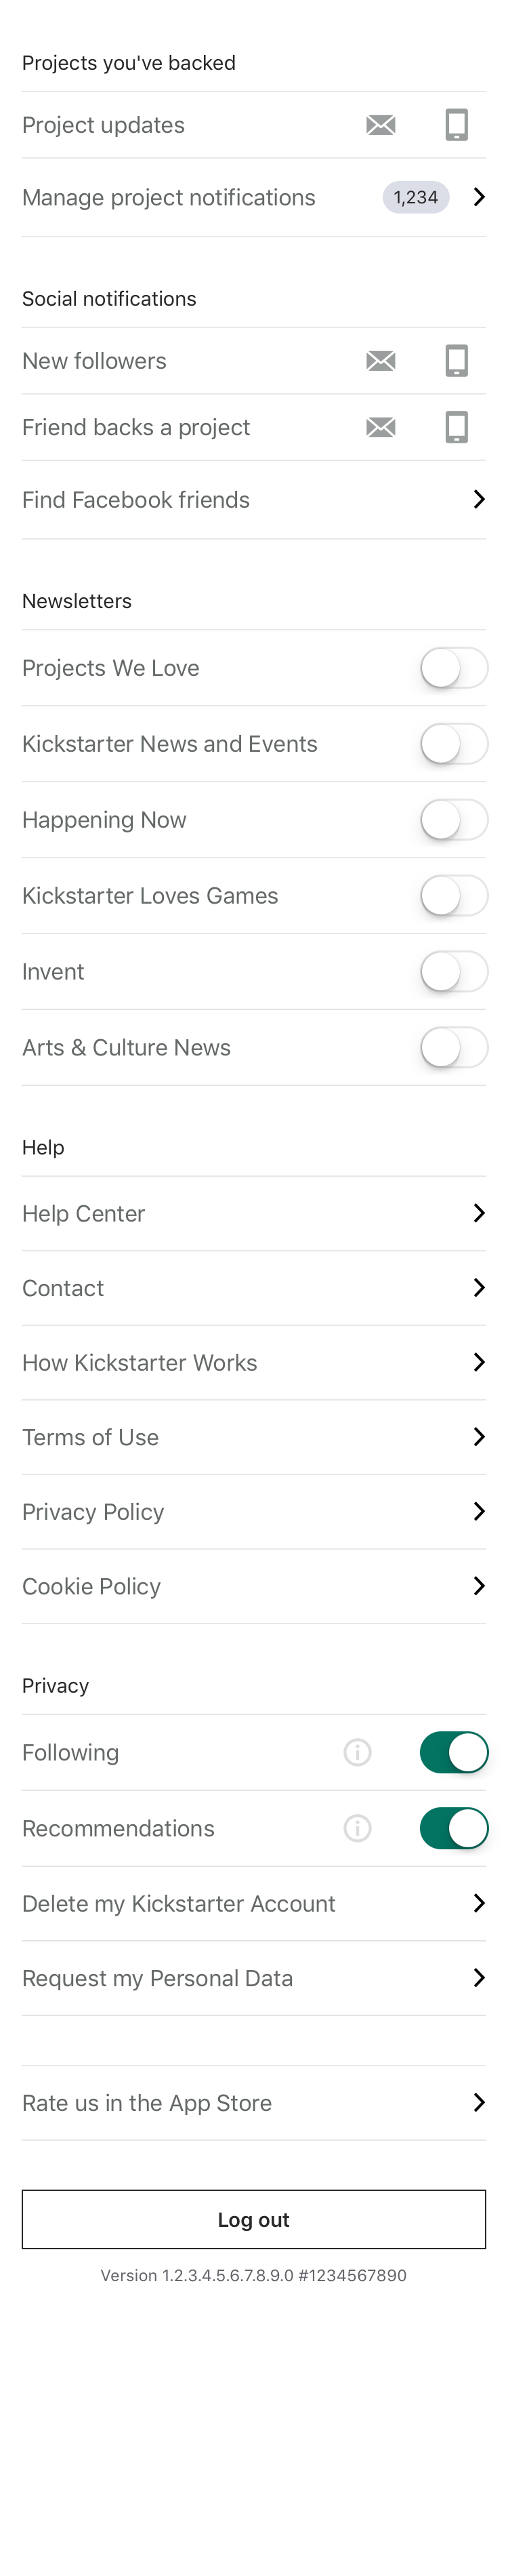 Projects you've backed
Project updates
Manage project notifications 1,234
Social notifications
New followers
Friend backs a project
Find Facebook friends
Newsletters
Projects We Love
Kickstarter News and Events
Happening Now
Kickstarter Loves Games
Invent
Arts & Culture News
Help
Help Center
Contact
How Kickstarter Works
Terms of Use
Privacy Policy
Cookie Policy
Privacy
Following
Recommendations
Delete my Kickstarter Account
Request my Personal Data
Rate us in the App Store
Log out
Version 1.2.3.4.5.6.7.8.9.0 #1234567890